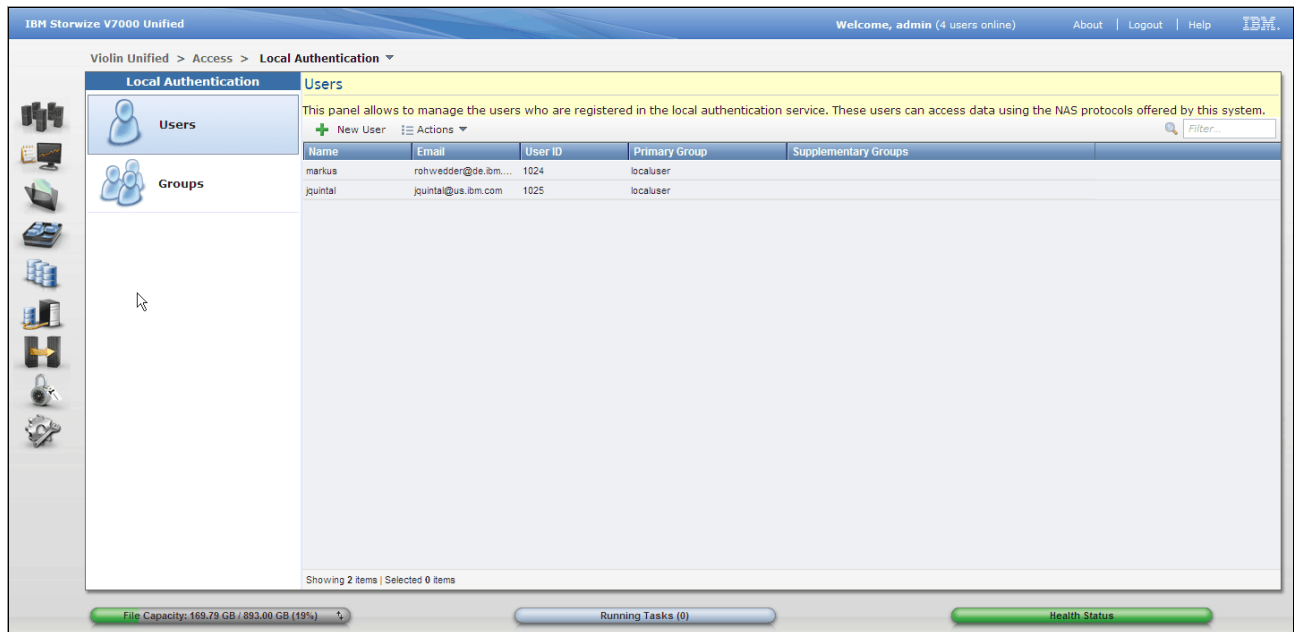 IBM Storwize V7000 Unified
Welcome, admin (4 users online)
About | Logout | Help
IBM.
Violin Unified > Access > Local Authentication
Local Authentication
Users
Groups
Users
This panel allows to manage the users who are registered in the local authentication service. These users can access data using the NAS protocols offered by this system.
New User Actions
Filter...
Name Email User ID Primary Group Supplementary Groups
markus rohwedder@de.ibm.... 1024 localuser
jquintal jquintal@us.ibm.com 1025 localuser
Showing 2 items | Selected 0 items
File Capacity: 169.79 GB / 893.00 GB (19%)
Running Tasks (0)
Health Status